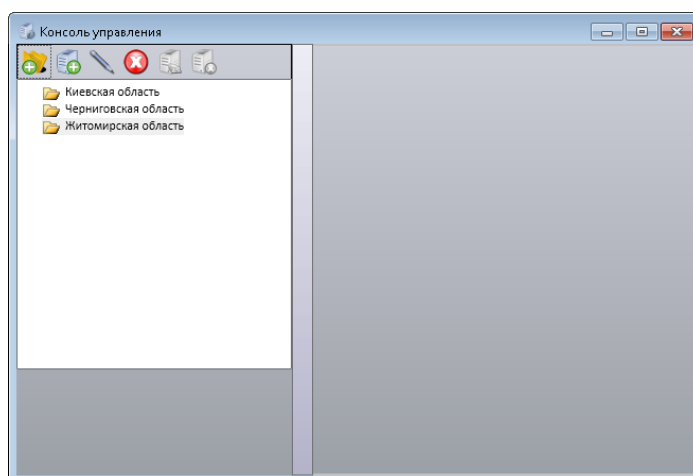 Консоль управления
Киевская область
Черниговская область
Житомирская область